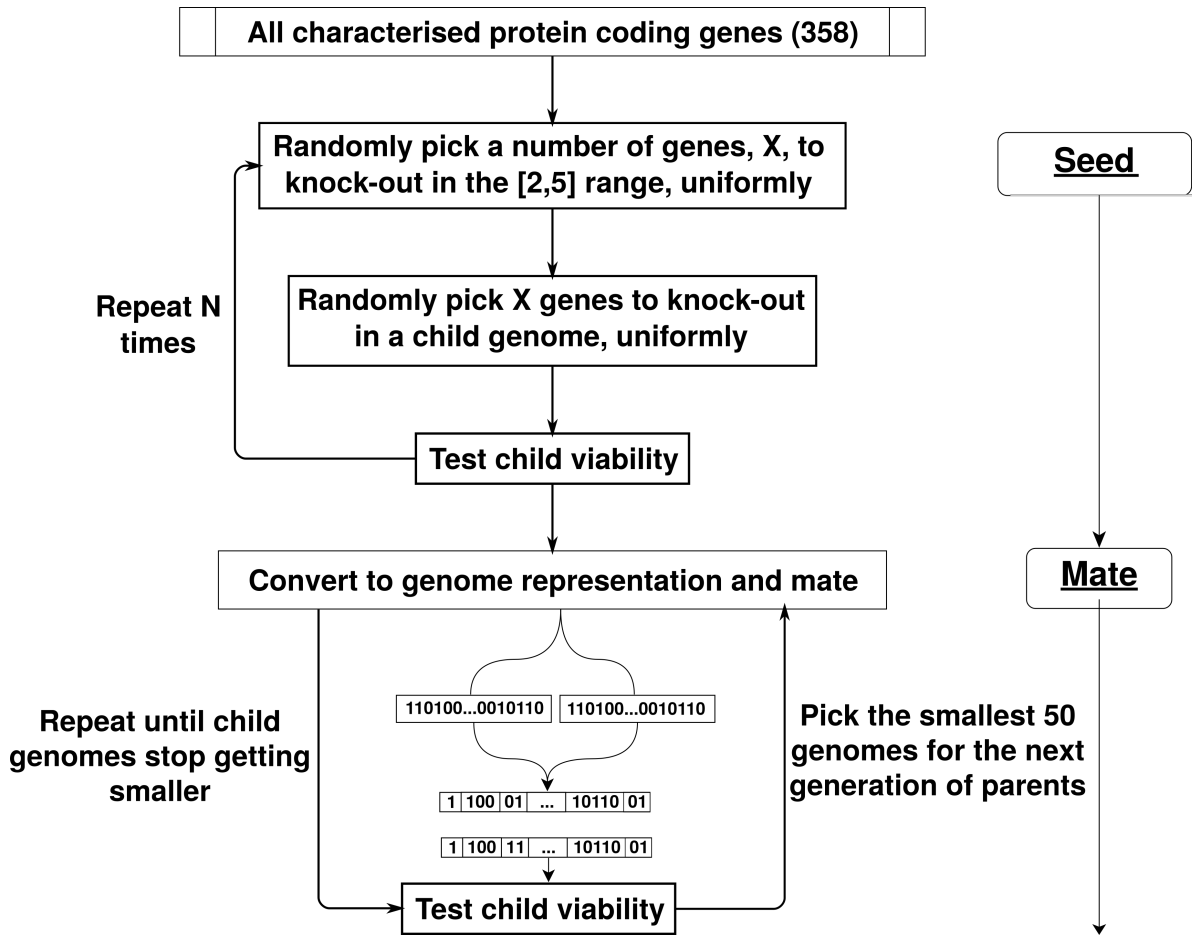 All characterised protein coding genes (358)
Randomly pick a number of genes, X, to
knock-out in the [2,5] range, uniformly
Seed
Randomly pick X genes to knock-out
in a child genome, uniformly
Repeat N
times
Test child viability
Convert to genome representation and mate
Mate
110100...0010110
110100...0010110
Repeat until child
genomes stop getting
smaller
Pick the smallest 50
genomes for the next
generation of parents
1 100 01 ... 10110 01
1 100 11 ... 10110 01
Test child viability